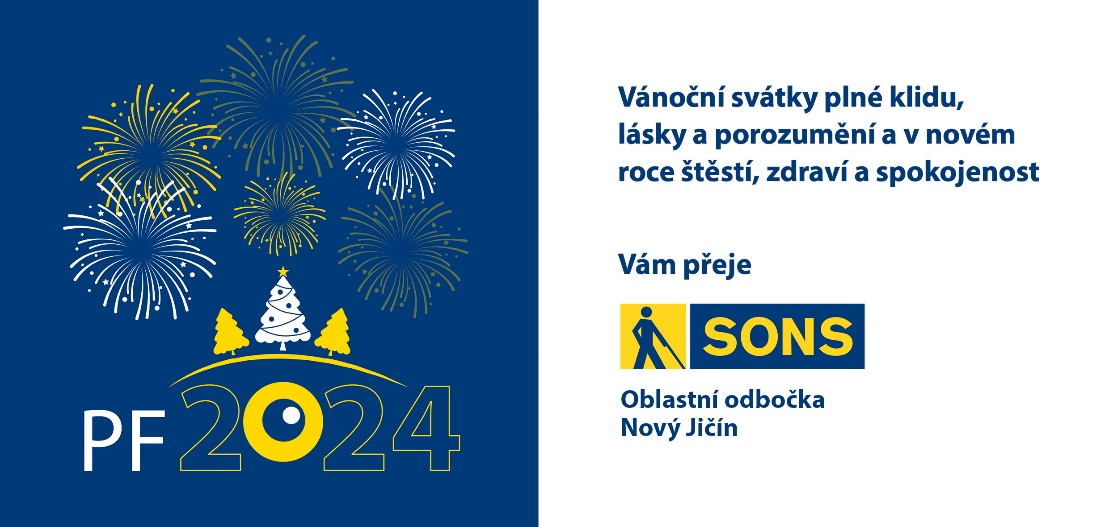 PF 2024
Vánoční svátky plné klidu,
lásky a porozumění a v novém
roce štěstí, zdraví a spokojenost
Vám přeje
SONS
Oblastní odbočka
Nový Jičín